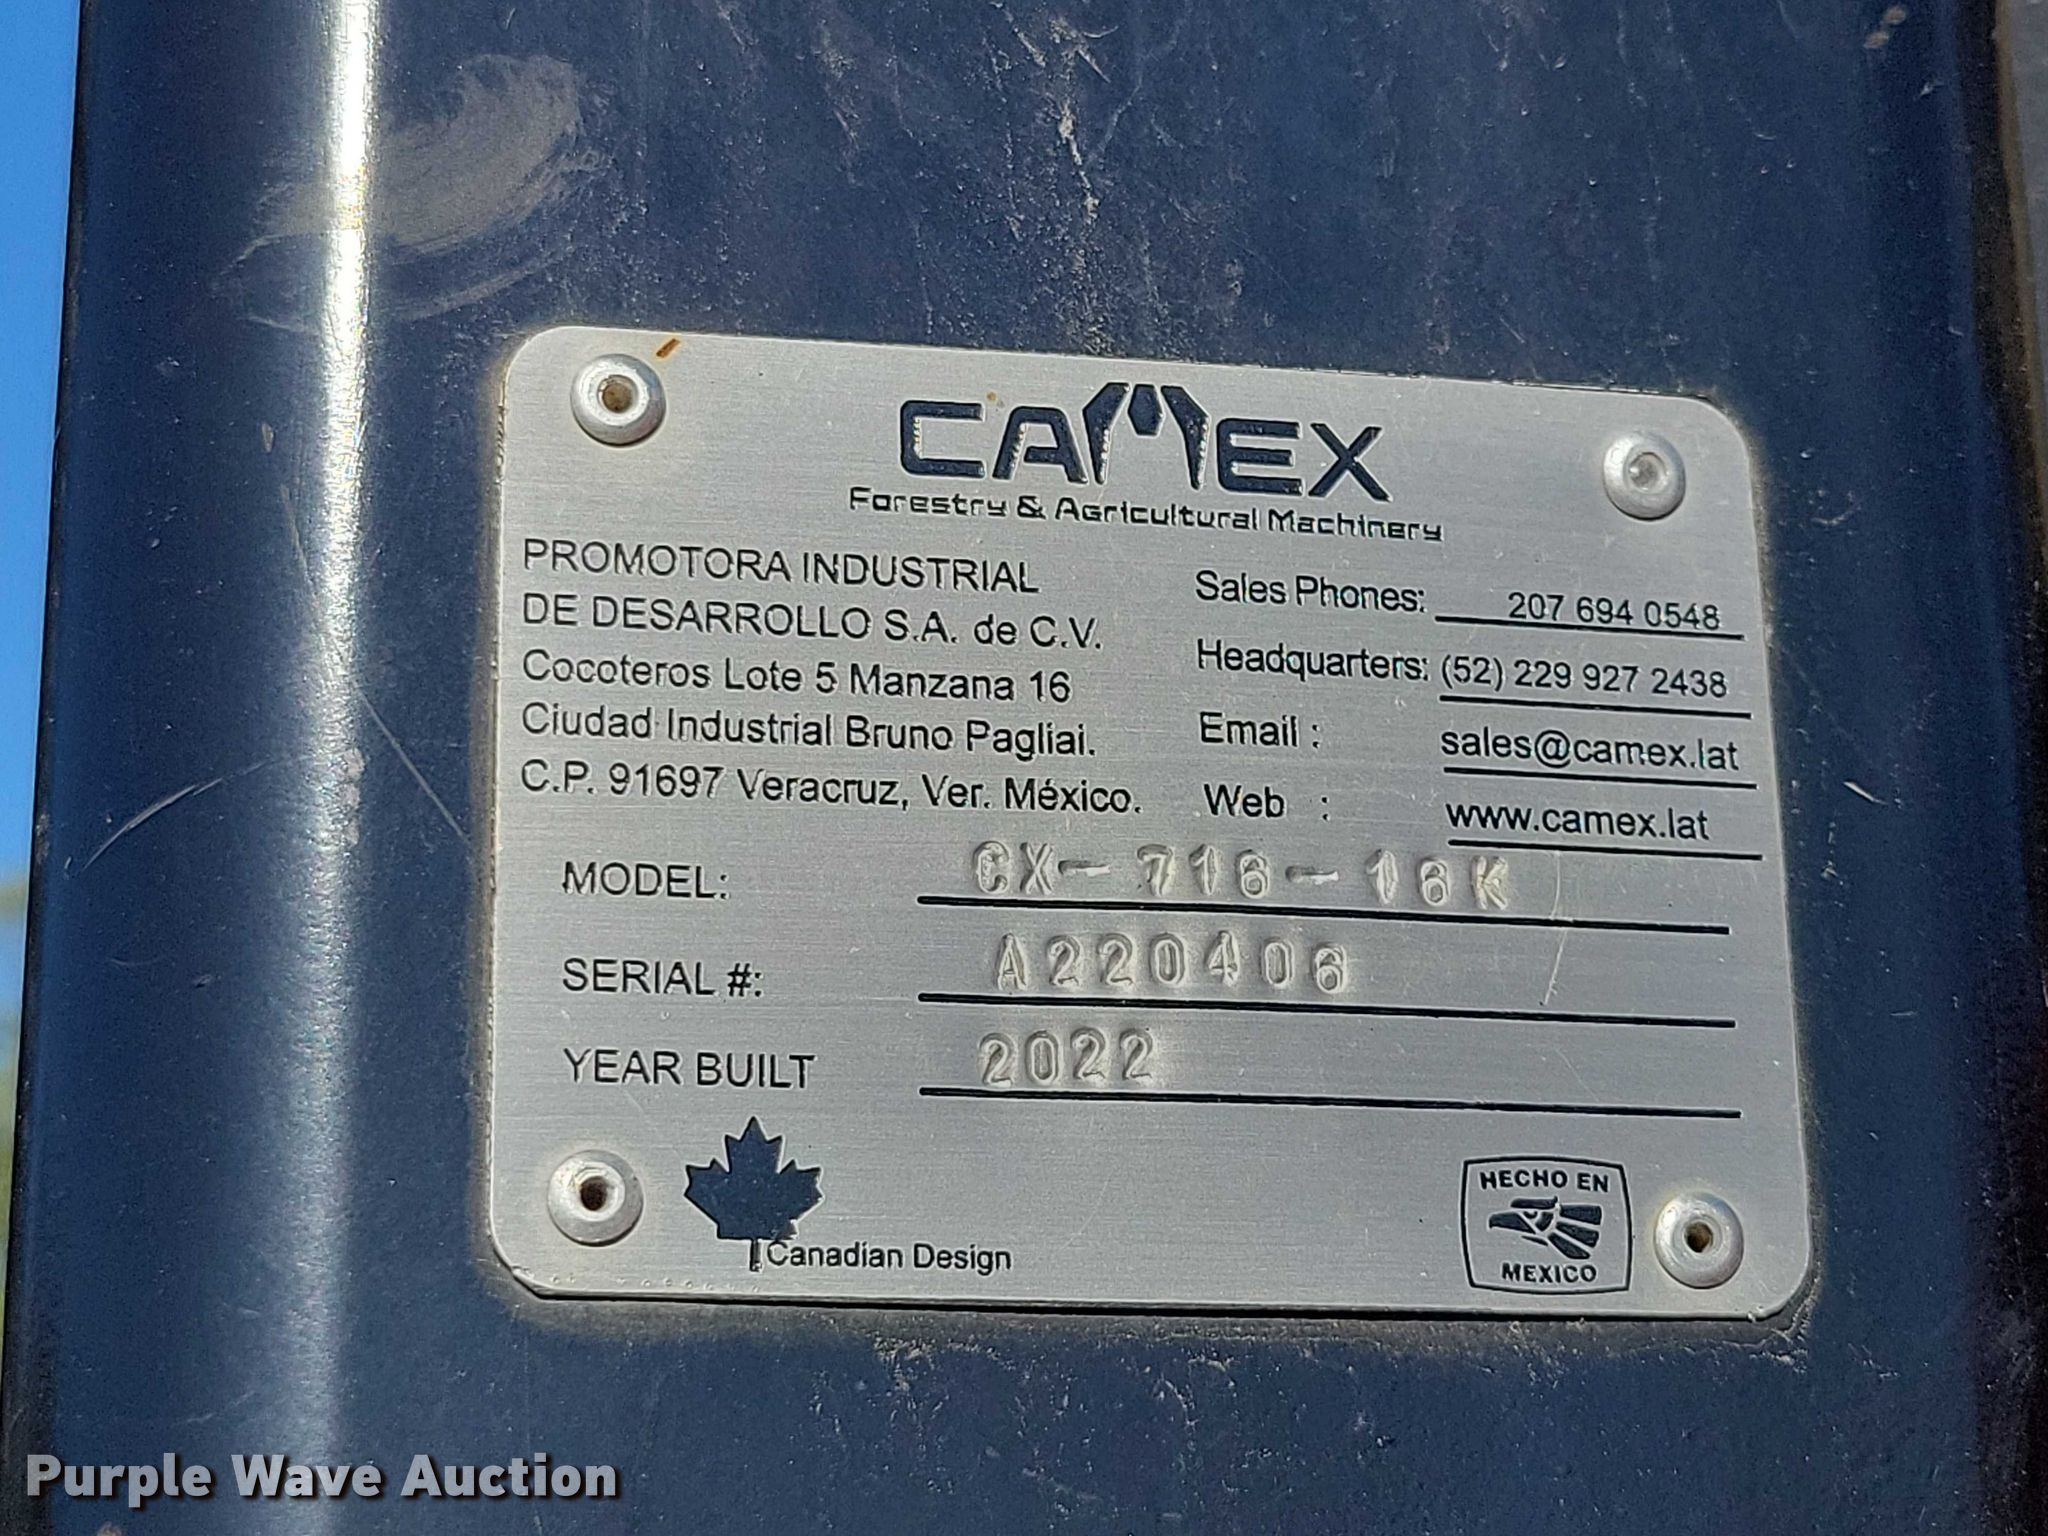 CAMEX
Forestry & Agricultural Machinery
PROMOTORA INDUSTRIAL
DE DESARROLLO S.A. de C.V.
Cocoteros Lote 5 Manzana 16
Ciudad Industrial Bruno Pagliai.
C.P. 91697 Veracruz, Ver. México.
Sales Phones: 207 694 0548
Headquarters: (52) 229 927 2438
Email : sales@camex.lat
Web : www.camex.lat
MODEL: CX-716-16K
SERIAL #: A220406
YEAR BUILT 2022
Canadian Design
HECHO EN
MEXICO
Purple Wave Auction